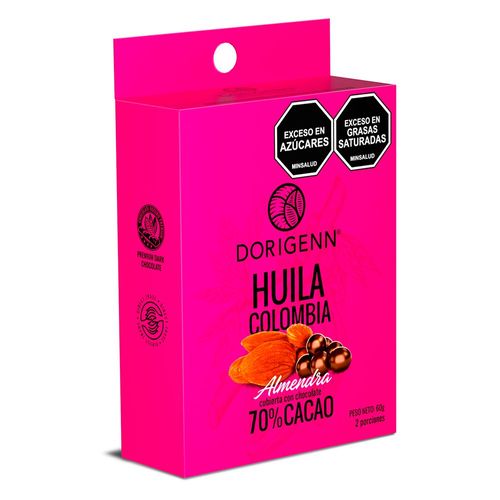 EXCESO EN
AZÚCARES
MINSALUD
EXCESO EN
GRASAS
SATURADAS
MINSALUD
DORIGENN®
HUILA
COLOMBIA
Almendra
cubierta con chocolate
70% CACAO
PESO NETO: 60g
2 porciones
PREMIUM DARK
CHOCOLATE